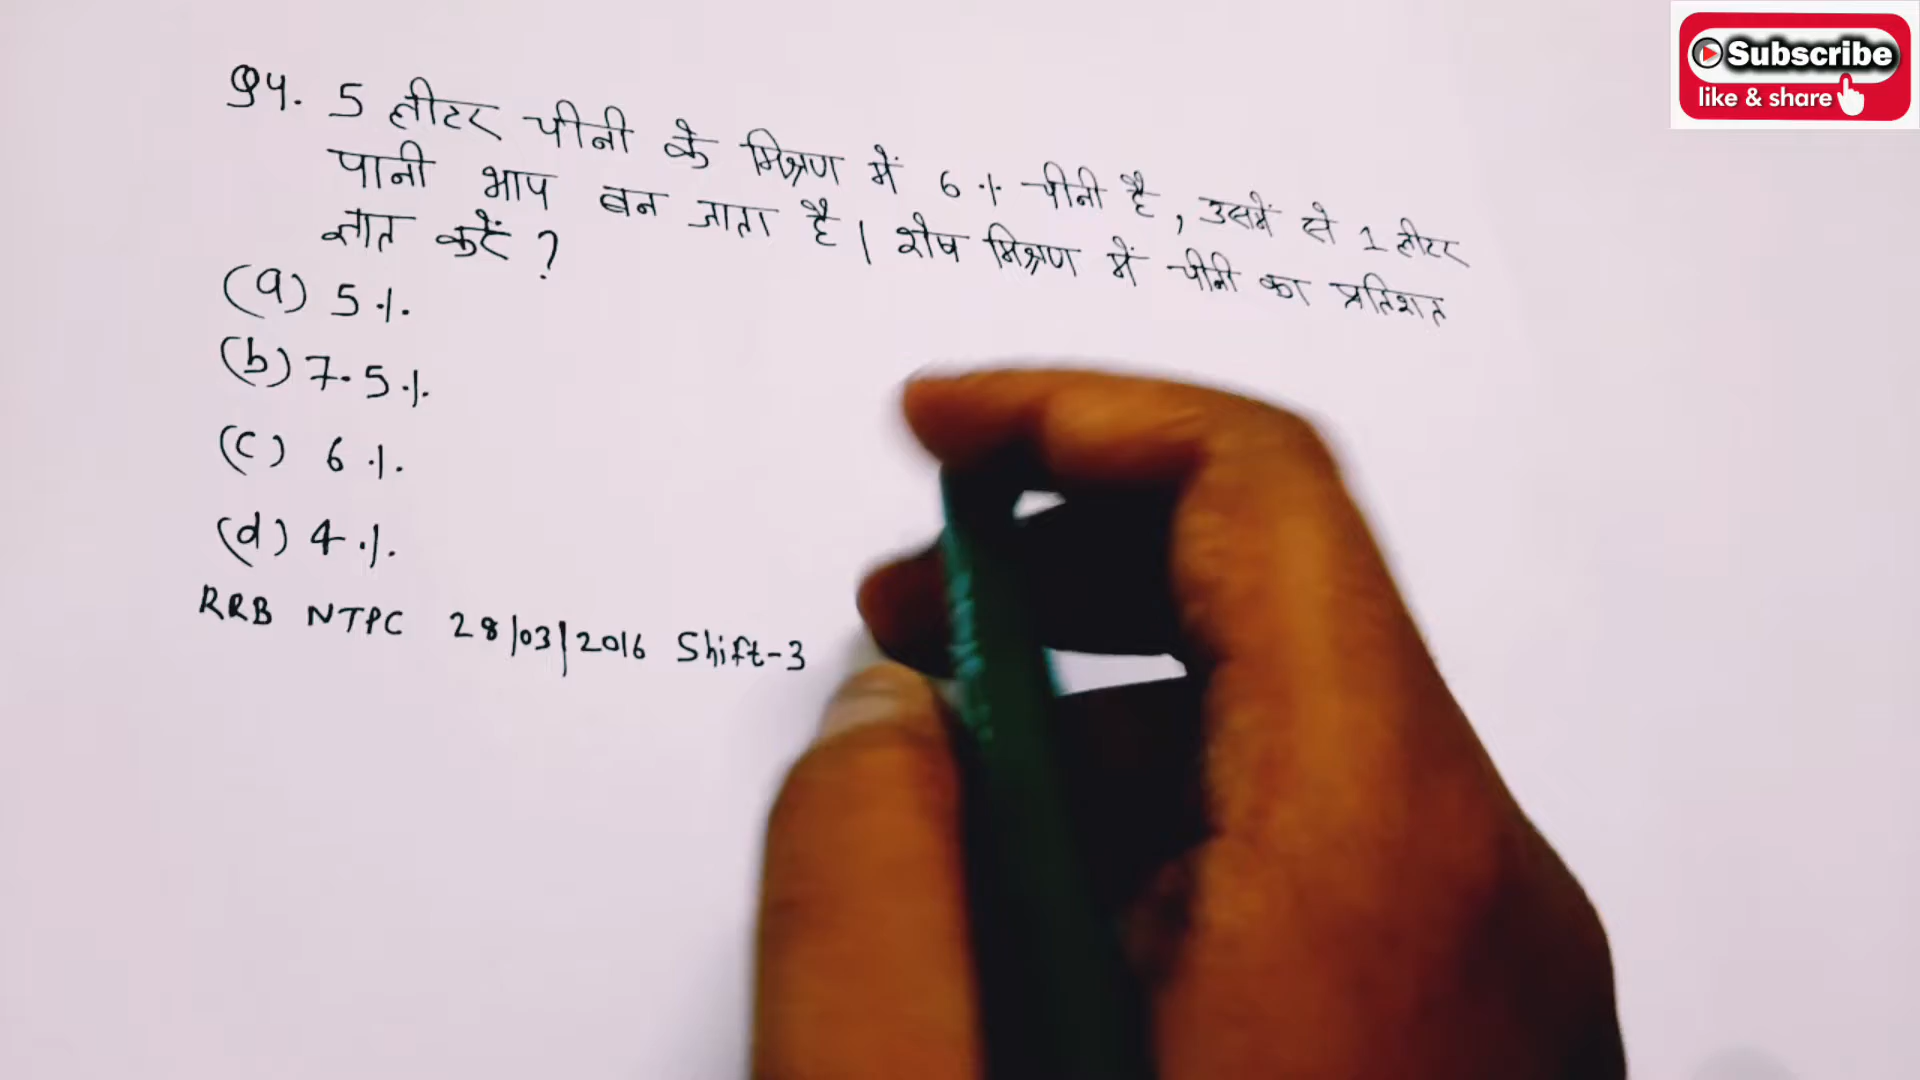 Q4. 5 लीटर चीनी के मिश्रण में 6% चीनी है, उसमें से 1 लीटर
पानी भाप बन जाता है। शेष मिश्रण में चीनी का प्रतिशत
ज्ञात करें?
(a) 5%.
(b) 7.5%.
(c) 6%.
(d) 4%.
RRB NTPC 28/03/2016 Shift-3
Subscribe
like & share